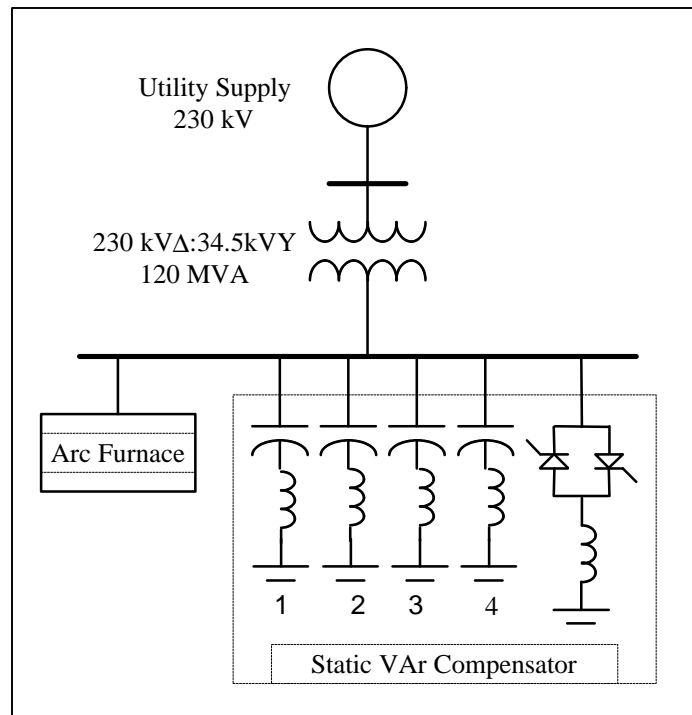 Utility Supply
230 kV
230 kVΔ:34.5kVY
120 MVA
Arc Furnace
1 2 3 4
Static VAr Compensator